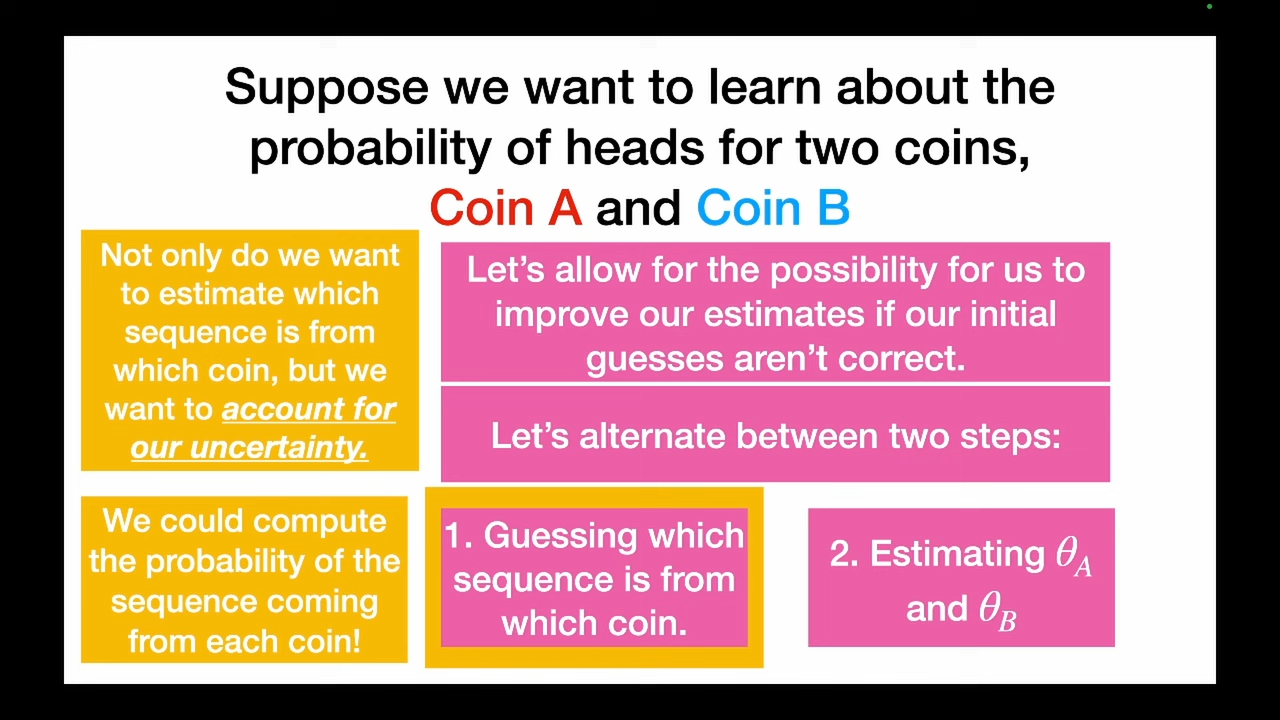 Suppose we want to learn about the
probability of heads for two coins,
Coin A and Coin B
Not only do we want
to estimate which
sequence is from
which coin, but we
want to account for
our uncertainty.
Let’s allow for the possibility for us to
improve our estimates if our initial
guesses aren’t correct.
Let’s alternate between two steps:
We could compute
the probability of the
sequence coming
from each coin!
1. Guessing which
sequence is from
which coin.
2. Estimating θ_A
and θ_B